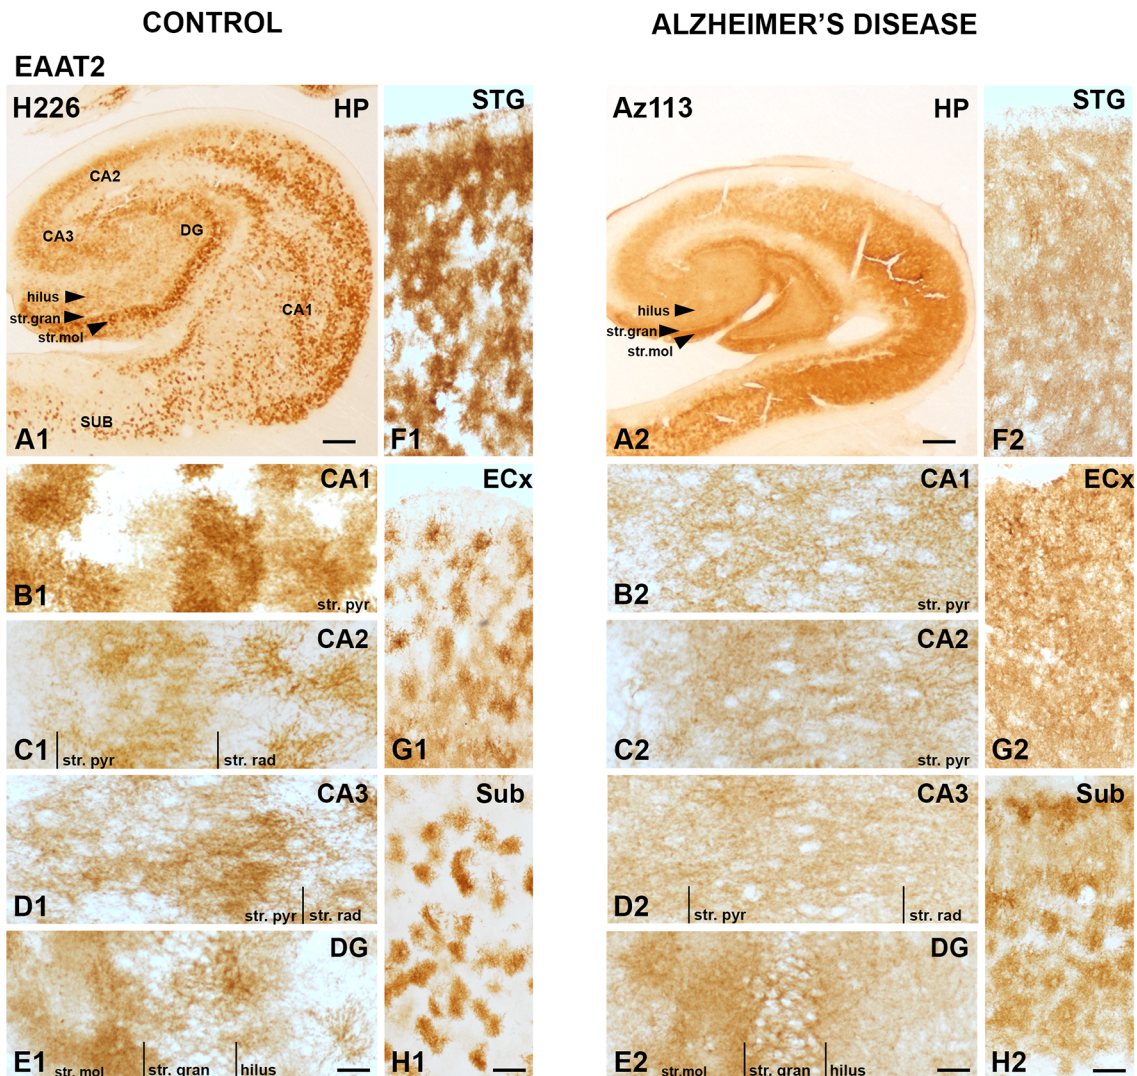 CONTROL
ALZHEIMER'S DISEASE
EAAT2
H226
HP
CA2
CA3
DG
hilus
str.gran
str.mol
CA1
SUB
A1
STG
F1
Az113
HP
hilus
str.gran
str.mol
A2
STG
F2
CA1
B1
str. pyr
ECx
G1
CA1
B2
str. pyr
ECx
G2
CA2
C1
str. pyr
str. rad
CA2
C2
str. pyr
CA3
D1
str. pyr
str. rad
Sub
H1
CA3
D2
str. pyr
str. rad
Sub
H2
DG
E1
str. mol
str. gran
hilus
DG
E2
str.mol
str. gran
hilus